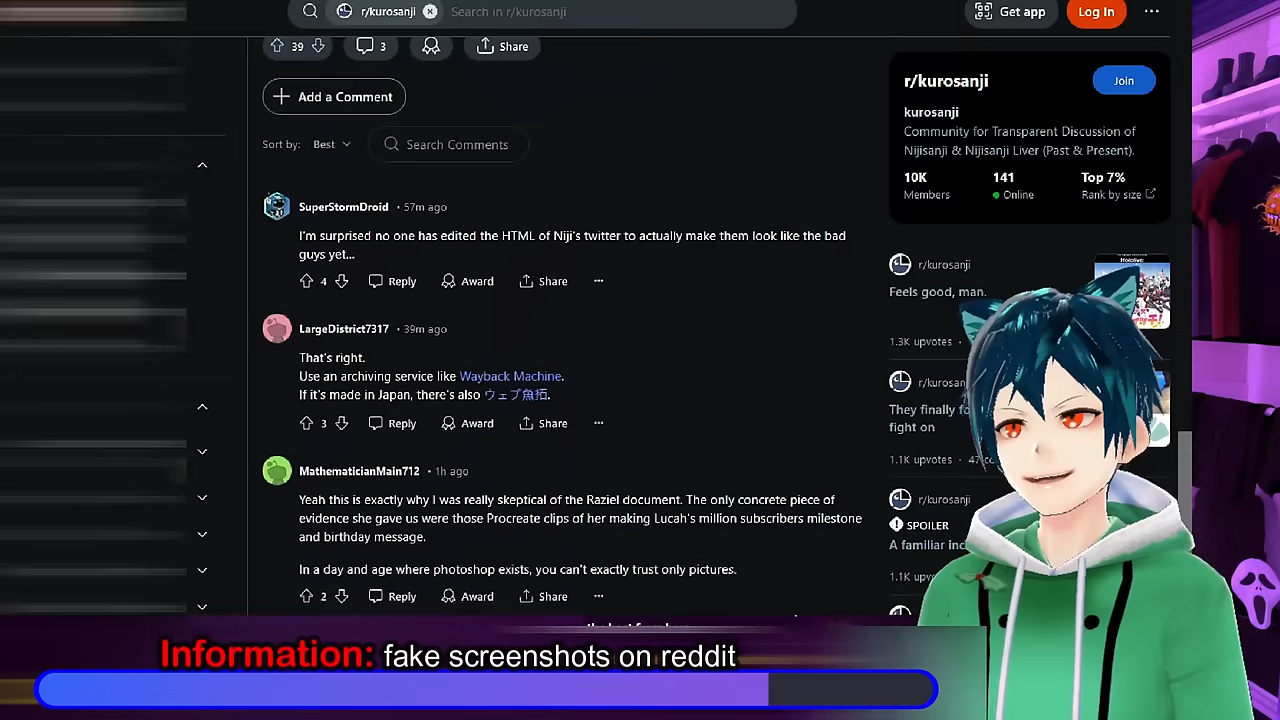 r/kurosanji
Search in r/kurosanji
Get app
Log In
39
3
Share
Add a Comment
Sort by: Best
Search Comments
SuperStormDroid • 57m ago
I'm surprised no one has edited the HTML of Niji's twitter to actually make them look like the bad
guys yet...
4
Reply
Award
Share
LargeDistrict7317 • 39m ago
That's right.
Use an archiving service like Wayback Machine.
If it's made in Japan, there's also ウェブ魚拓.
3
Reply
Award
Share
MathematicianMain712 • 1h ago
Yeah this is exactly why I was really skeptical of the Raziel document. The only concrete piece of
evidence she gave us were those Procreate clips of her making Lucah's million subscribers milestone
and birthday message.
In a day and age where photoshop exists, you can't exactly trust only pictures.
2
Reply
Award
Share
r/kurosanji
Join
kurosanji
Community for Transparent Discussion of
Nijisanji & Nijisanji Liver (Past & Present).
10K
141
Top 7%
Members
Online
Rank by size
r/kurosanji
Feels good, man.
1.3K upvotes
They finally
fight on
1.1K upvotes
r/kurosanji
SPOILER
A familiar
Information: fake screenshots on reddit